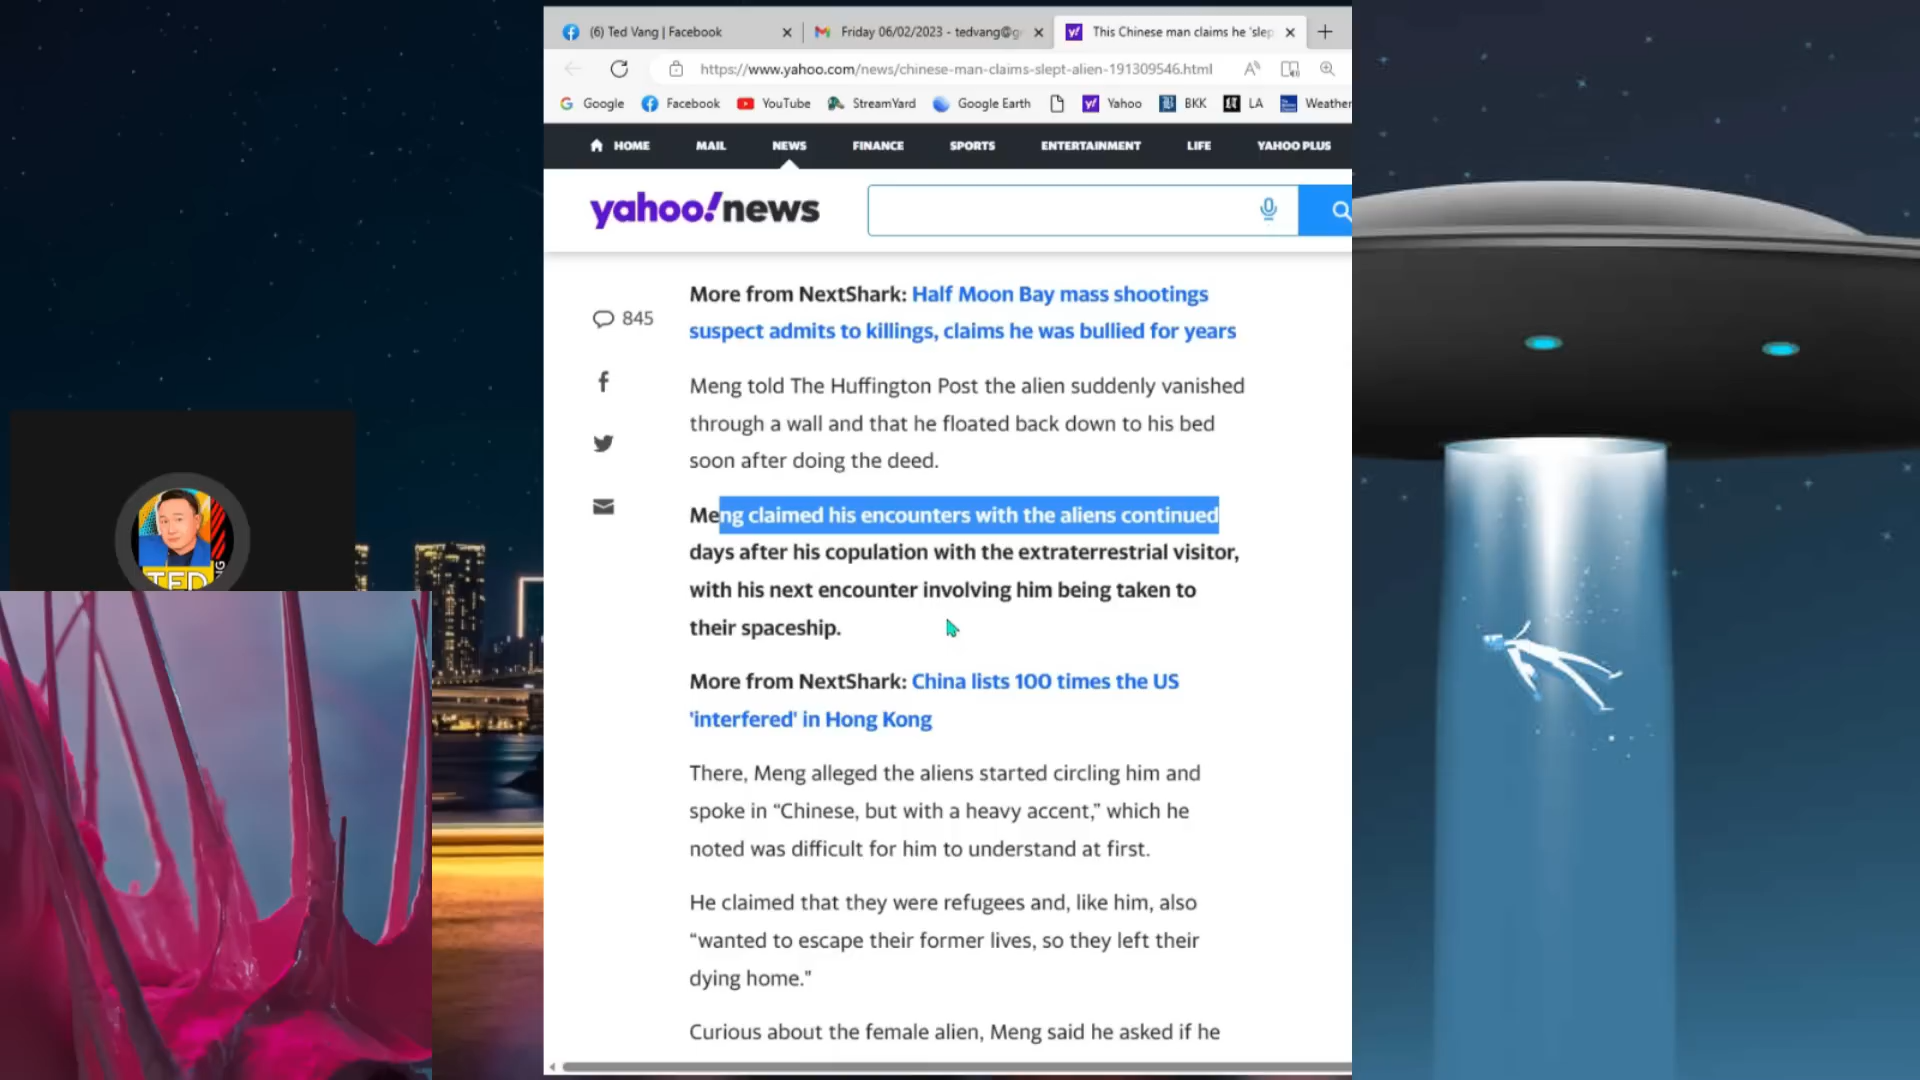 (6) Ted Vang | Facebook
Friday 06/02/2023 - tedvang@g
This Chinese man claims he 'slep
https://www.yahoo.com/news/chinese-man-claims-slept-alien-191309546.html
Google Facebook YouTube StreamYard Google Earth Yahoo BKK LA Weather
HOME MAIL NEWS FINANCE SPORTS ENTERTAINMENT LIFE YAHOO PLUS
yahoo!news
845
More from NextShark: Half Moon Bay mass shootings
suspect admits to killings, claims he was bullied for years
Meng told The Huffington Post the alien suddenly vanished
through a wall and that he floated back down to his bed
soon after doing the deed.
Meng claimed his encounters with the aliens continued
days after his copulation with the extraterrestrial visitor,
with his next encounter involving him being taken to
their spaceship.
More from NextShark: China lists 100 times the US
'interfered' in Hong Kong
There, Meng alleged the aliens started circling him and
spoke in “Chinese, but with a heavy accent,” which he
noted was difficult for him to understand at first.
He claimed that they were refugees and, like him, also
“wanted to escape their former lives, so they left their
dying home."
Curious about the female alien, Meng said he asked if he
TED